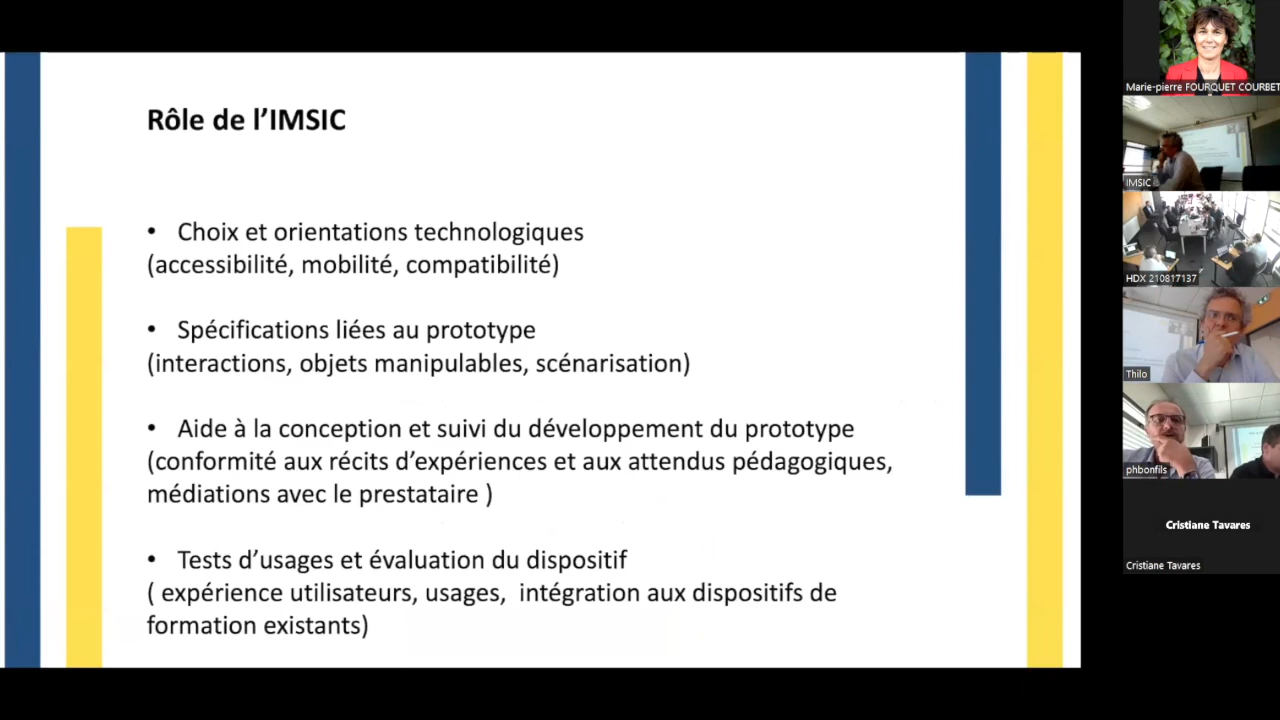 Rôle de l’IMSIC
• Choix et orientations technologiques
(accessibilité, mobilité, compatibilité)
• Spécifications liées au prototype
(interactions, objets manipulables, scénarisation)
• Aide à la conception et suivi du développement du prototype
(conformité aux récits d’expériences et aux attendus pédagogiques,
médiations avec le prestataire )
• Tests d’usages et évaluation du dispositif
( expérience utilisateurs, usages,  intégration aux dispositifs de
formation existants)
Marie-pierre FOURQUET COURBET
IMSIC
HDX 210817137
Thilo
phbonfils
Cristiane Tavares
Cristiane Tavares